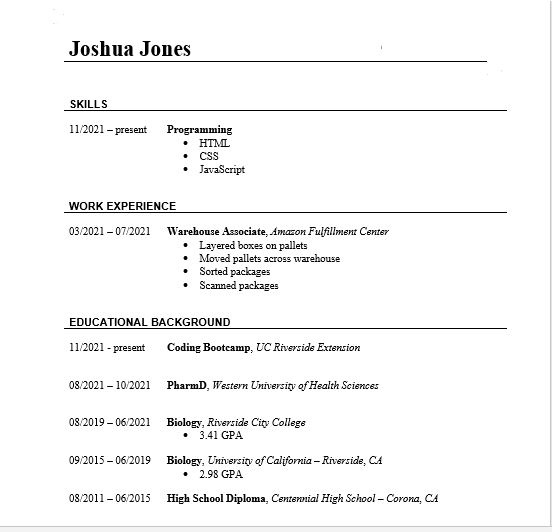 Joshua Jones
SKILLS
11/2021 – present Programming
• HTML
• CSS
• JavaScript
WORK EXPERIENCE
03/2021 – 07/2021 Warehouse Associate, Amazon Fulfillment Center
• Layered boxes on pallets
• Moved pallets across warehouse
• Sorted packages
• Scanned packages
EDUCATIONAL BACKGROUND
11/2021 - present Coding Bootcamp, UC Riverside Extension
08/2021 – 10/2021 PharmD, Western University of Health Sciences
08/2019 – 06/2021 Biology, Riverside City College
• 3.41 GPA
09/2015 – 06/2019 Biology, University of California – Riverside, CA
• 2.98 GPA
08/2011 – 06/2015 High School Diploma, Centennial High School – Corona, CA